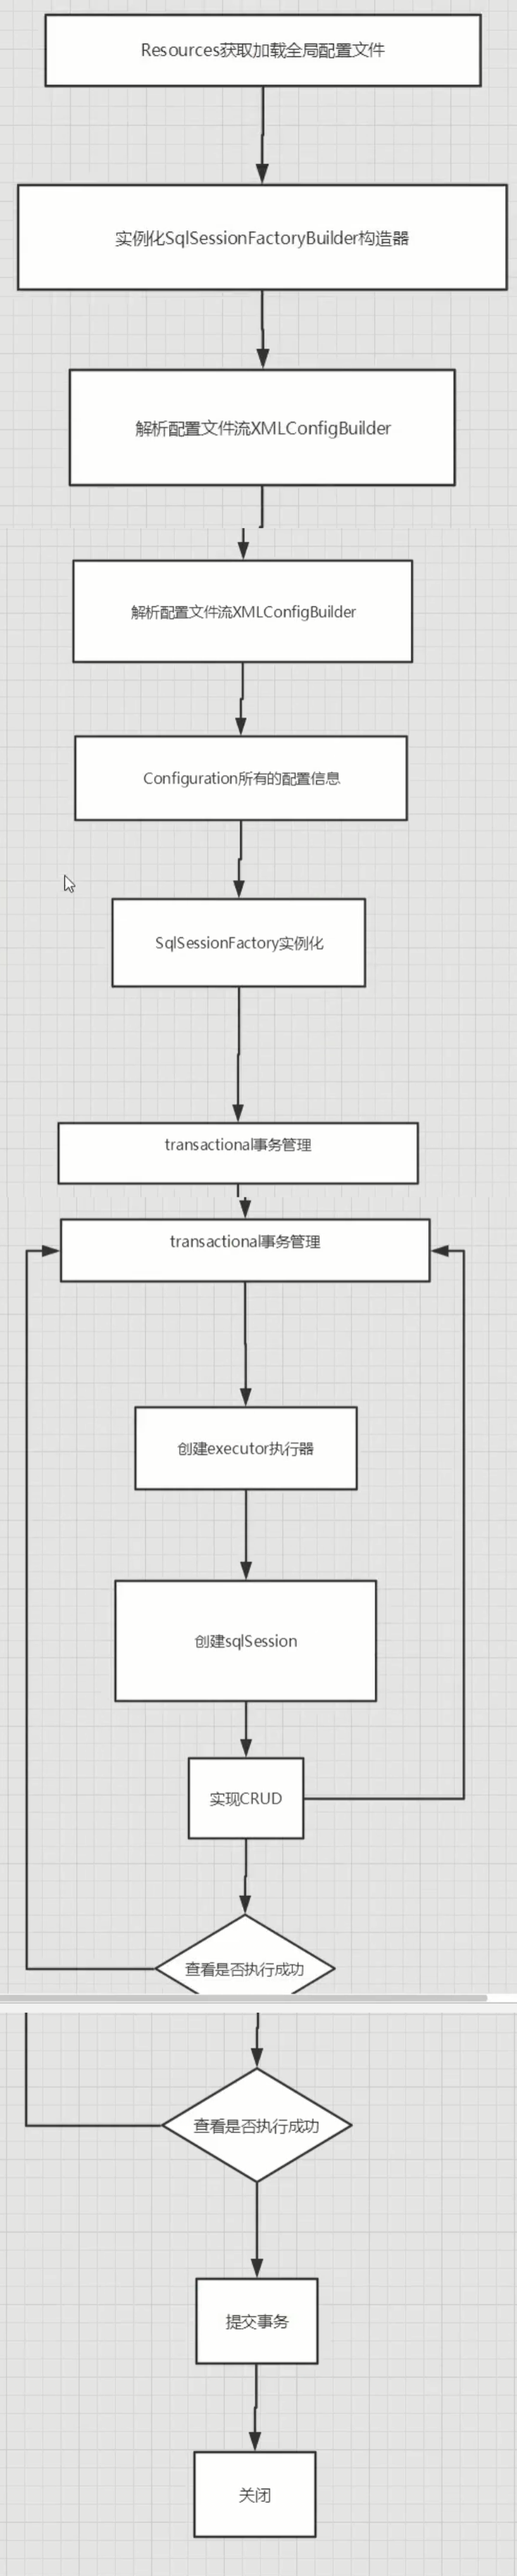 Resources获取加载全局配置文件
实例化SqlSessionFactoryBuilder构造器
解析配置文件流XMLConfigBuilder
解析配置文件流XMLConfigBuilder
Configuration所有的配置信息
SqlSessionFactory实例化
transactional事务管理
transactional事务管理
创建executor执行器
创建sqlSession
实现CRUD
查看是否执行成功
查看是否执行成功
提交事务
关闭